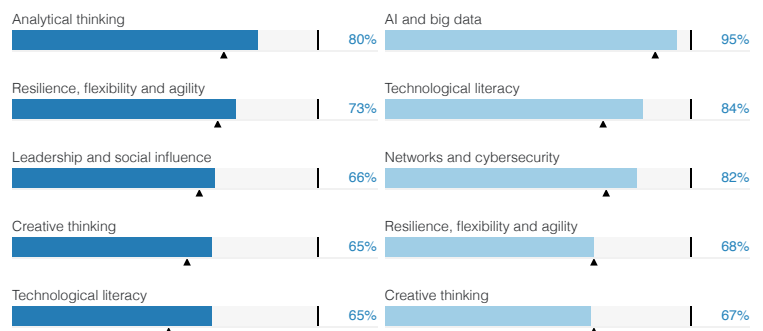 Analytical thinking
80%
Resilience, flexibility and agility
73%
Leadership and social influence
66%
Creative thinking
65%
Technological literacy
65%
AI and big data
95%
Technological literacy
84%
Networks and cybersecurity
82%
Resilience, flexibility and agility
68%
Creative thinking
67%